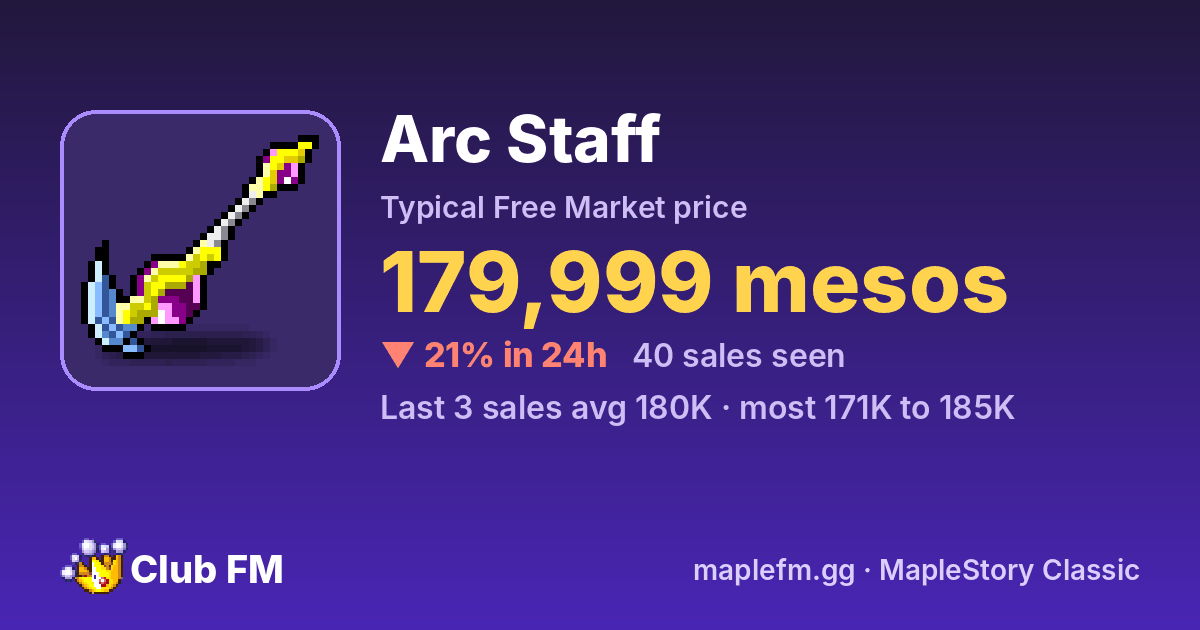 Arc Staff
Typical Free Market price
179,999 mesos
▼ 21% in 24h 40 sales seen
Last 3 sales avg 180K · most 171K to 185K
Club FM
maplefm.gg · MapleStory Classic